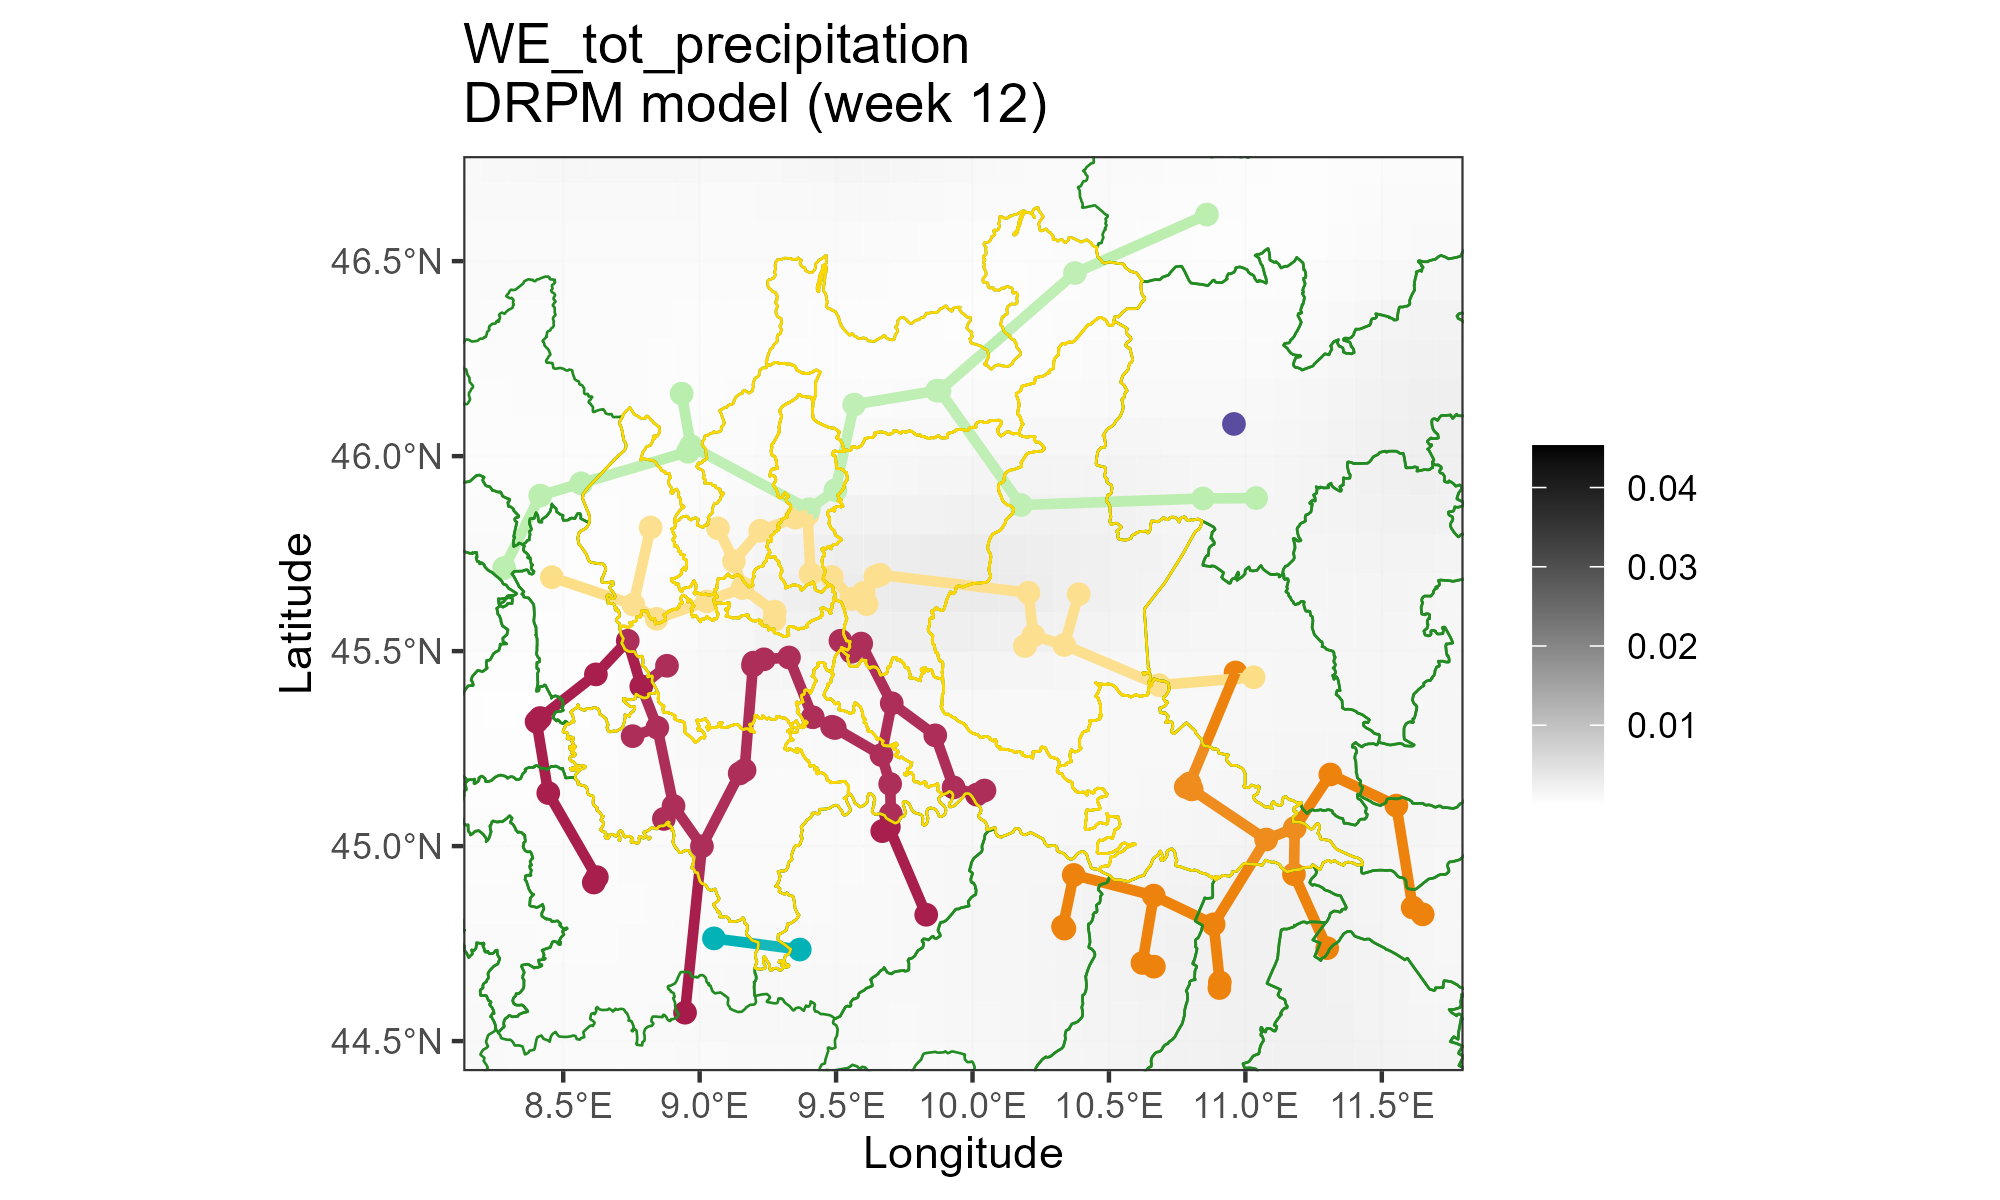 WE_tot_precipitation
DRPM model (week 12)
46.5°N
46.0°N
45.5°N
45.0°N
44.5°N
Latitude
8.5°E 9.0°E 9.5°E 10.0°E 10.5°E 11.0°E 11.5°E
Longitude
0.04
0.03
0.02
0.01